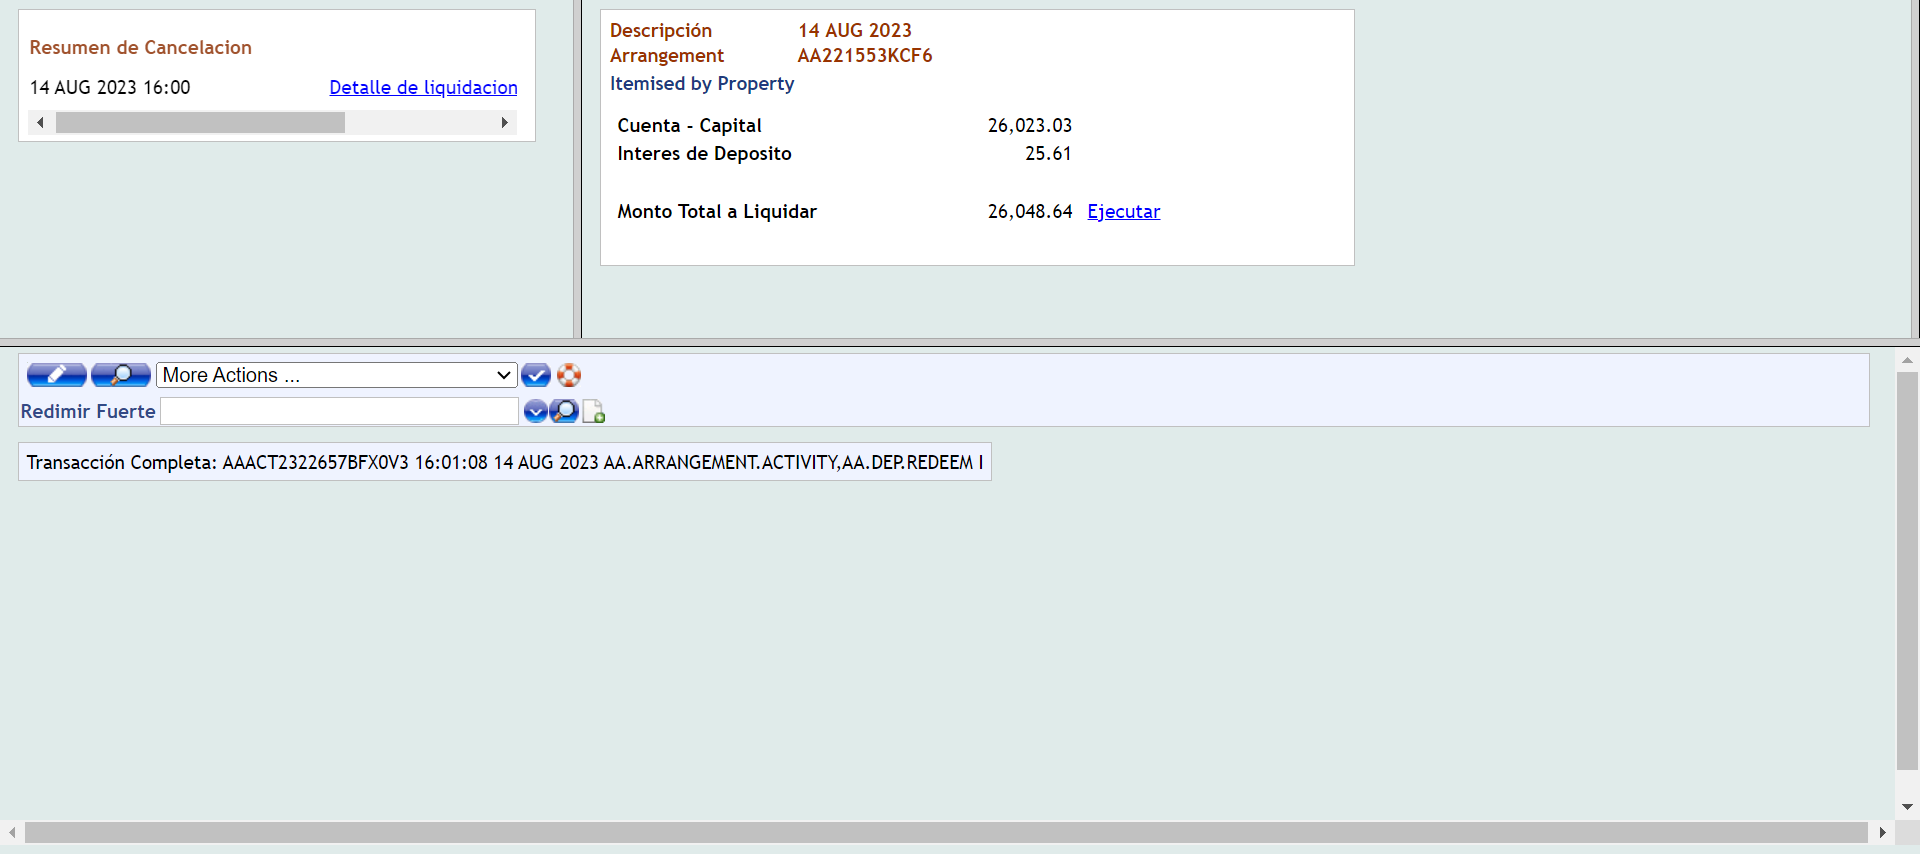 Resumen de Cancelacion
14 AUG 2023 16:00 Detalle de liquidacion
Descripción 14 AUG 2023
Arrangement AA221553KCF6
Itemised by Property
Cuenta - Capital 26,023.03
Interes de Deposito 25.61
Monto Total a Liquidar 26,048.64 Ejecutar
More Actions ...
Redimir Fuerte
Transacción Completa: AAACT2322657BFX0V3 16:01:08 14 AUG 2023 AA.ARRANGEMENT.ACTIVITY,AA.DEP.REDEEM I